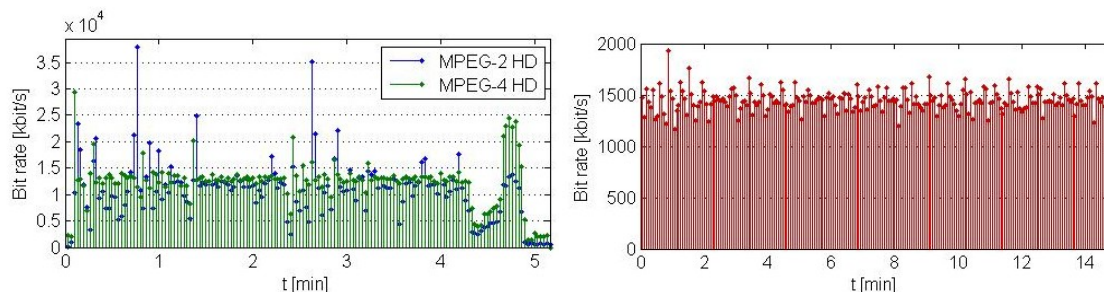 x 10⁴
3.5
3
2.5
2
1.5
1
0.5
0
Bit rate [kbit/s]
MPEG-2 HD
MPEG-4 HD
0 1 2 3 4 5
t [min]
2000
1500
1000
500
0
Bit rate [kbit/s]
0 2 4 6 8 10 12 14
t [min]